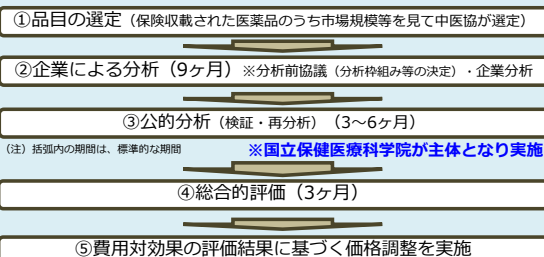 ①品目の選定（保険収載された医薬品のうち市場規模等を見て中医協が選定）
②企業による分析（9ヶ月）※分析前協議（分析枠組み等の決定）・企業分析
③公的分析（検証・再分析）（3～6ヶ月）
（注）括弧内の期間は、標準的な期間　※国立保健医療科学院が主体となり実施
④総合的評価（3ヶ月）
⑤費用対効果の評価結果に基づく価格調整を実施